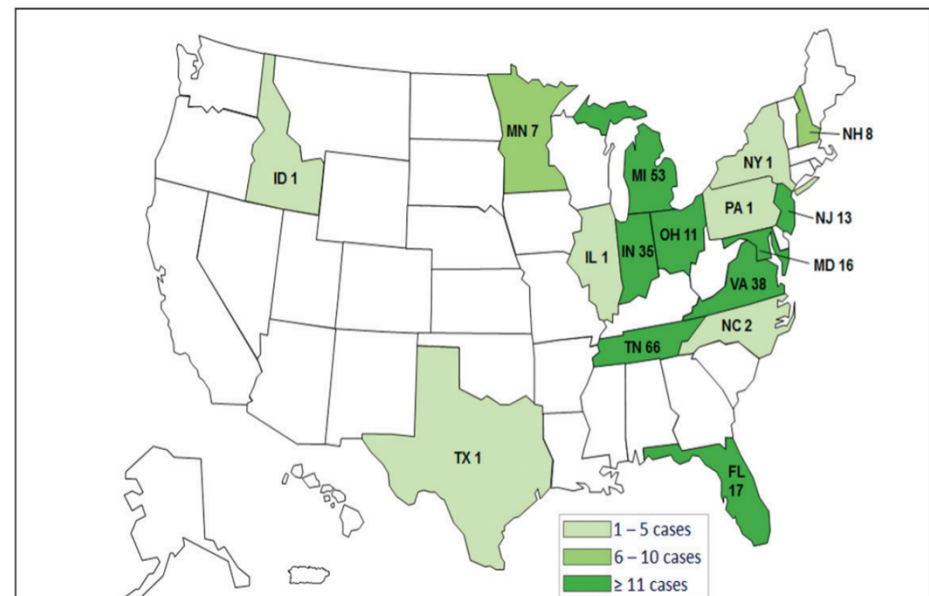 MN 7
NH 8
ID 1
MI 53
NY 1
PA 1
NJ 13
IL 1
IN 35
OH 11
MD 16
VA 38
NC 2
TN 66
TX 1
FL
17
1 – 5 cases
6 – 10 cases
≥ 11 cases